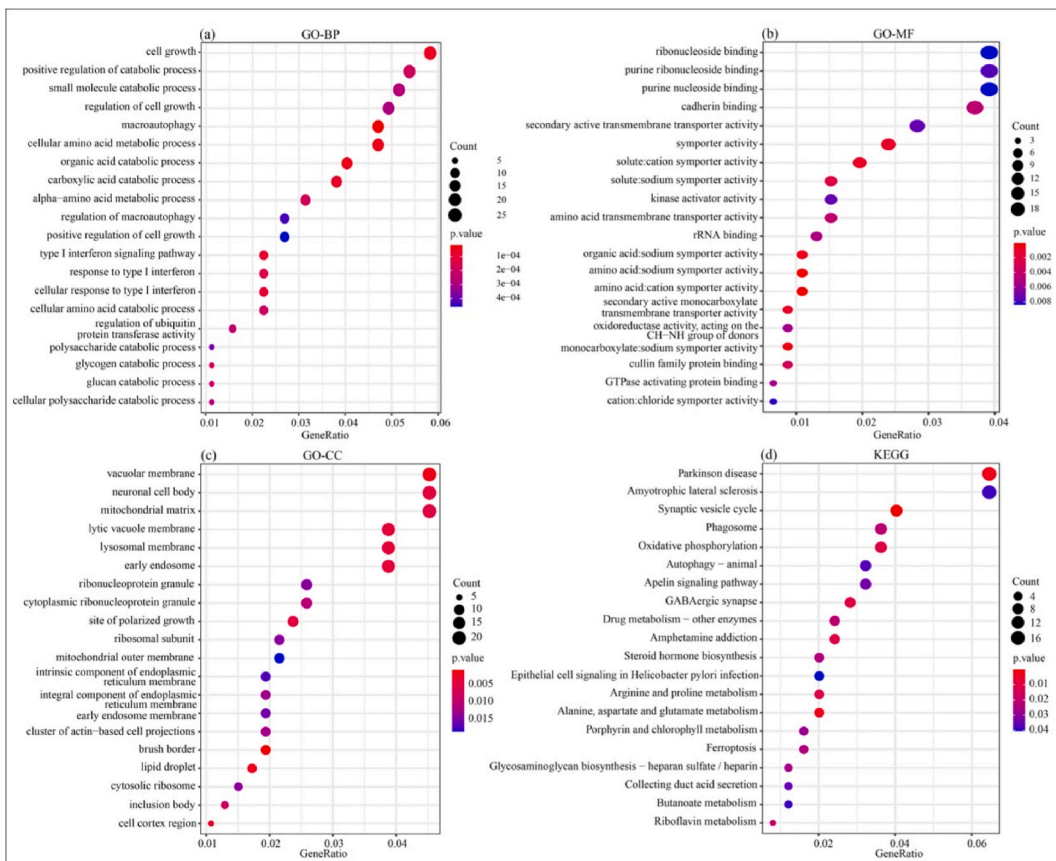 (a)
GO-BP
cell growth
positive regulation of catabolic process
small molecule catabolic process
regulation of cell growth
macroautophagy
cellular amino acid metabolic process
organic acid catabolic process
carboxylic acid catabolic process
alpha-amino acid metabolic process
regulation of macroautophagy
positive regulation of cell growth
type I interferon signaling pathway
response to type I interferon
cellular response to type I interferon
cellular amino acid catabolic process
regulation of ubiquitin
protein transferase activity
polysaccharide catabolic process
glycogen catabolic process
glucan catabolic process
cellular polysaccharide catabolic process
0.01 0.02 0.03 0.04 0.05 0.06
GeneRatio
Count
5
10
15
20
25
p.value
1e-04
2e-04
3e-04
4e-04
(b)
GO-MF
ribonucleoside binding
purine ribonucleoside binding
purine nucleoside binding
cadherin binding
secondary active transmembrane transporter activity
symporter activity
solute:cation symporter activity
solute:sodium symporter activity
kinase activator activity
amino acid transmembrane transporter activity
rRNA binding
organic acid:sodium symporter activity
amino acid:sodium symporter activity
amino acid:cation symporter activity
secondary active monocarboxylate
transmembrane transporter activity
oxidoreductase activity, acting on the
CH−NH group of donors
monocarboxylate:sodium symporter activity
cullin family protein binding
GTPase activating protein binding
cation:chloride symporter activity
0.01 0.02 0.03 0.04
GeneRatio
Count
3
6
9
12
15
18
p.value
0.002
0.004
0.006
0.008
(c)
GO-CC
vacuolar membrane
neuronal cell body
mitochondrial matrix
lytic vacuole membrane
lysosomal membrane
early endosome
ribonucleoprotein granule
cytoplasmic ribonucleoprotein granule
site of polarized growth
ribosomal subunit
mitochondrial outer membrane
intrinsic component of endoplasmic
reticulum membrane
integral component of endoplasmic
reticulum membrane
early endosome membrane
cluster of actin−based cell projections
brush border
lipid droplet
cytosolic ribosome
inclusion body
cell cortex region
0.01 0.02 0.03 0.04
GeneRatio
Count
5
10
15
20
p.value
0.005
0.010
0.015
(d)
KEGG
Parkinson disease
Amyotrophic lateral sclerosis
Synaptic vesicle cycle
Phagosome
Oxidative phosphorylation
Autophagy − animal
Apelin signaling pathway
GABAergic synapse
Drug metabolism − other enzymes
Amphetamine addiction
Steroid hormone biosynthesis
Epithelial cell signaling in Helicobacter pylori infection
Arginine and proline metabolism
Alanine, aspartate and glutamate metabolism
Porphyrin and chlorophyll metabolism
Ferroptosis
Glycosaminoglycan biosynthesis − heparan sulfate / heparin
Collecting duct acid secretion
Butanoate metabolism
Riboflavin metabolism
0.02 0.04 0.06
GeneRatio
Count
4
8
12
16
p.value
0.01
0.02
0.03
0.04